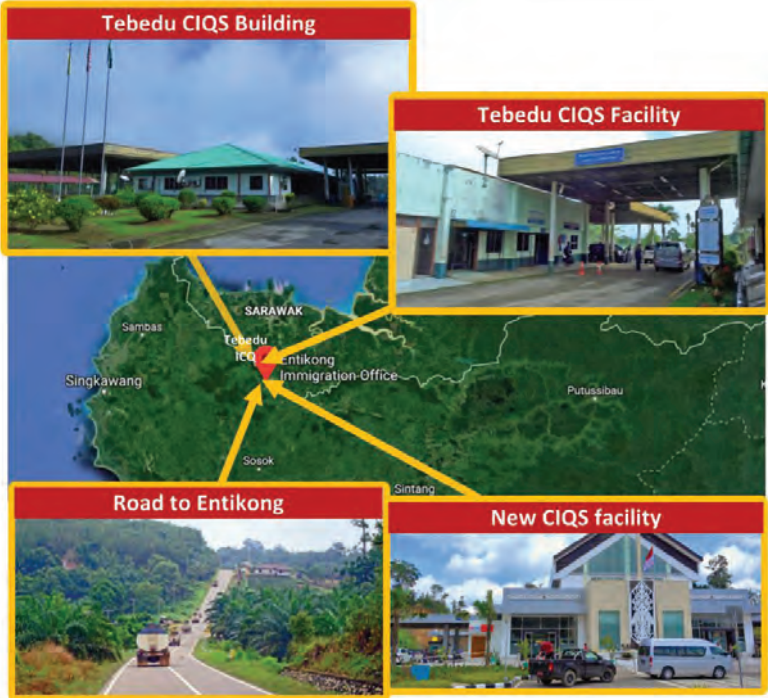 Tebedu CIQS Building
Tebedu CIQS Facility
SARAWAK
Sambas
Tebedu
ICQ
Entikong
Immigration Office
Singkawang
Putussibau
K
Sosok
Sintang
Road to Entikong
New CIQS facility